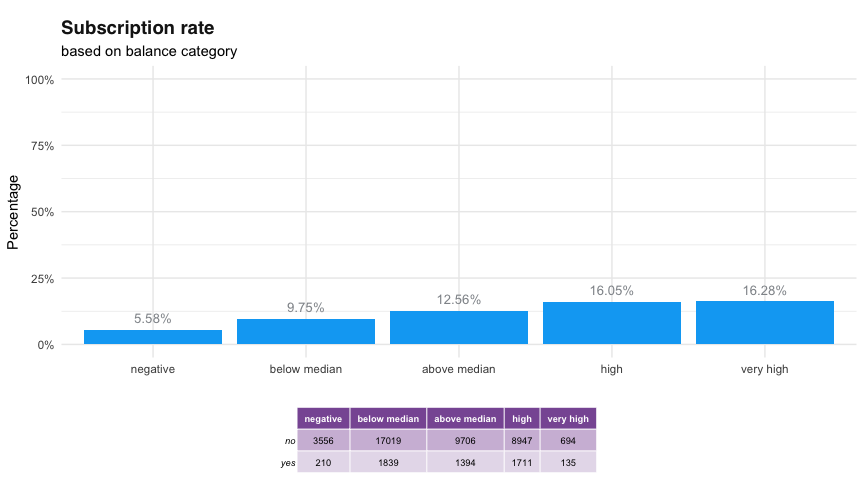 Subscription rate
based on balance category
Percentage
100%
75%
50%
25%
0%
5.58%
9.75%
12.56%
16.05%
16.28%
negative below median above median high very high
negative below median above median high very high
no 3556 17019 9706 8947 694
yes 210 1839 1394 1711 135